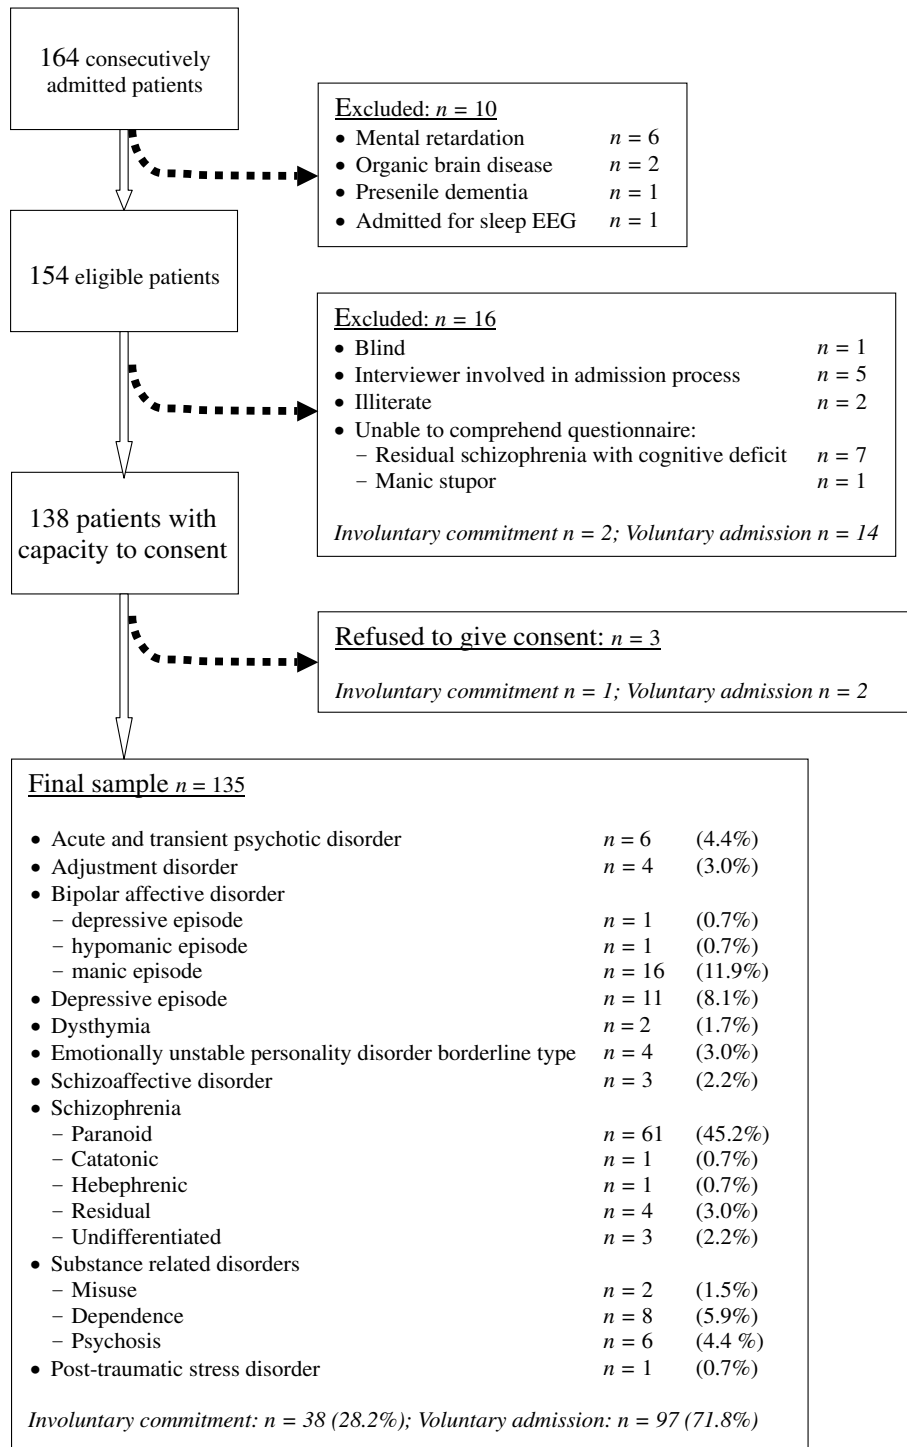 164 consecutively
admitted patients
Excluded: n = 10
• Mental retardation n = 6
• Organic brain disease n = 2
• Presenile dementia n = 1
• Admitted for sleep EEG n = 1
154 eligible patients
Excluded: n = 16
• Blind n = 1
• Interviewer involved in admission process n = 5
• Illiterate n = 2
• Unable to comprehend questionnaire:
– Residual schizophrenia with cognitive deficit n = 7
– Manic stupor n = 1
Involuntary commitment n = 2; Voluntary admission n = 14
138 patients with
capacity to consent
Refused to give consent: n = 3
Involuntary commitment n = 1; Voluntary admission n = 2
Final sample n = 135
• Acute and transient psychotic disorder n = 6 (4.4%)
• Adjustment disorder n = 4 (3.0%)
• Bipolar affective disorder
– depressive episode n = 1 (0.7%)
– hypomanic episode n = 1 (0.7%)
– manic episode n = 16 (11.9%)
• Depressive episode n = 11 (8.1%)
• Dysthymia n = 2 (1.7%)
• Emotionally unstable personality disorder borderline type n = 4 (3.0%)
• Schizoaffective disorder n = 3 (2.2%)
• Schizophrenia
– Paranoid n = 61 (45.2%)
– Catatonic n = 1 (0.7%)
– Hebephrenic n = 1 (0.7%)
– Residual n = 4 (3.0%)
– Undifferentiated n = 3 (2.2%)
• Substance related disorders
– Misuse n = 2 (1.5%)
– Dependence n = 8 (5.9%)
– Psychosis n = 6 (4.4 %)
• Post-traumatic stress disorder n = 1 (0.7%)
Involuntary commitment: n = 38 (28.2%); Voluntary admission: n = 97 (71.8%)